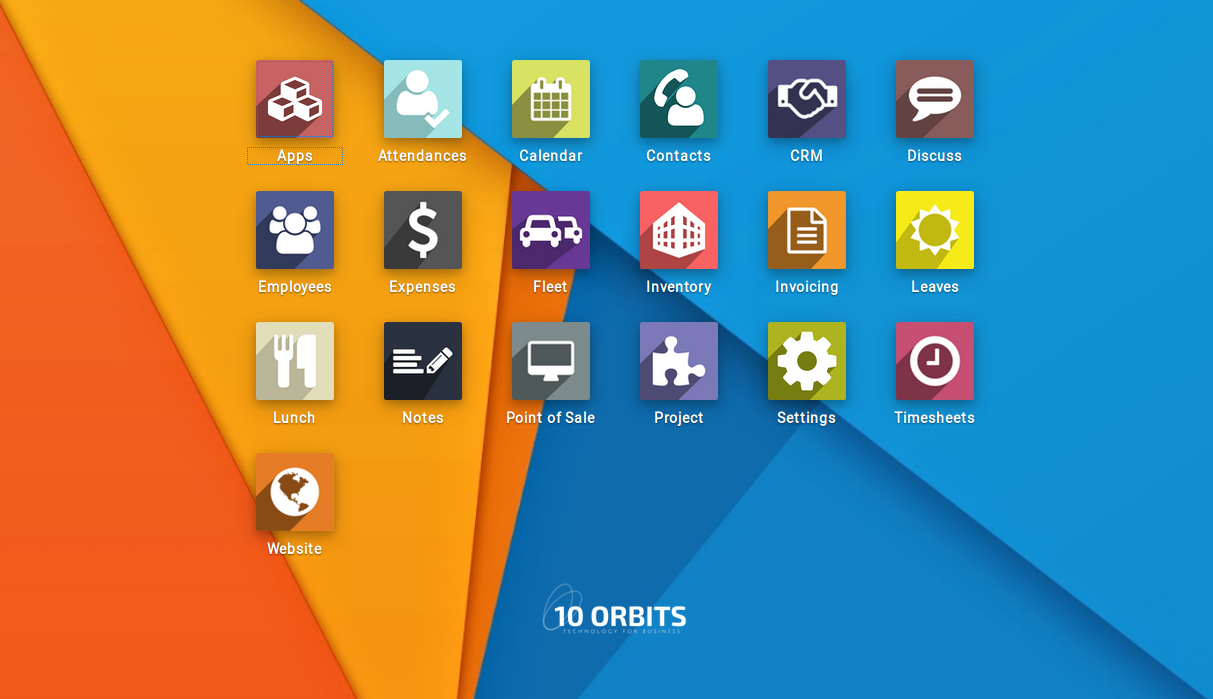 Apps
Attendances
Calendar
Contacts
CRM
Discuss
Employees
Expenses
Fleet
Inventory
Invoicing
Leaves
Lunch
Notes
Point of Sale
Project
Settings
Timesheets
Website
10 ORBITS
TECHNOLOGY FOR BUSINESS